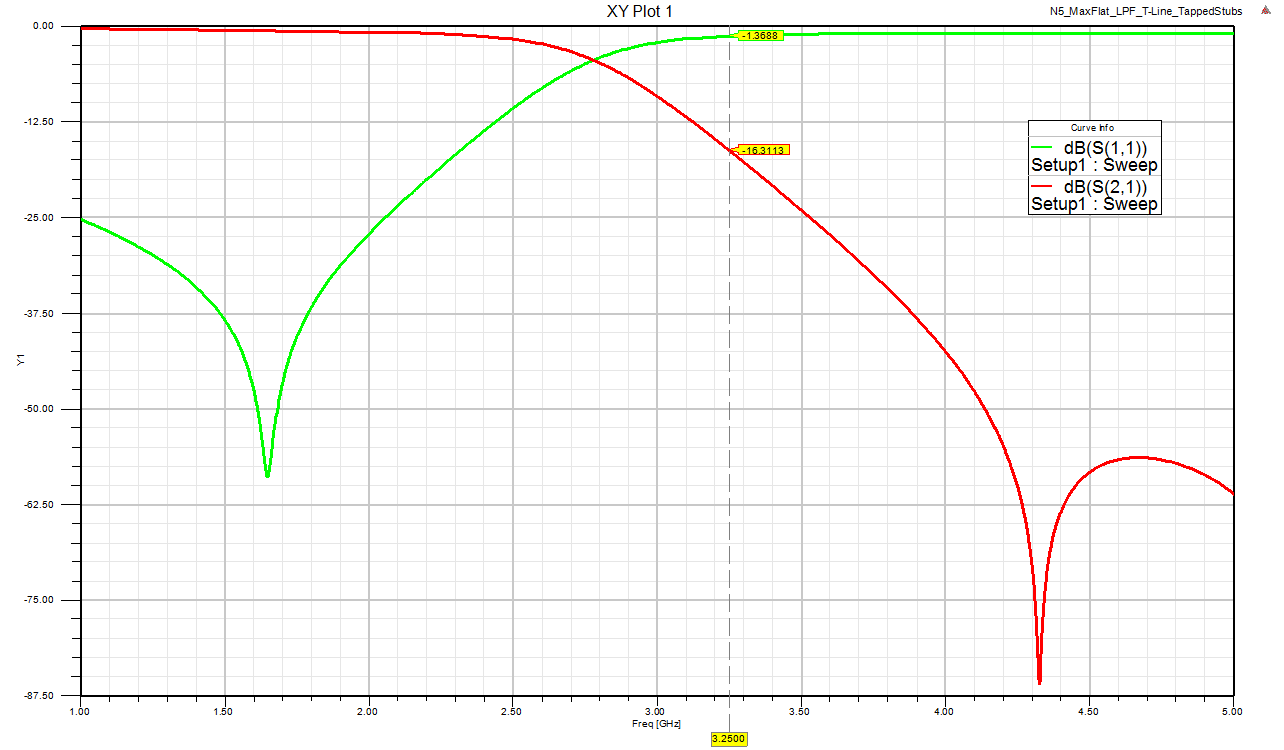 XY Plot 1
N5_MaxFlat_LPF_T-Line_TappedStubs
0.00
-12.50
-25.00
-37.50
-50.00
-62.50
-75.00
-87.50
Y1
-1.3688
-16.3113
Curve Info
dB(S(1,1))
Setup1 : Sweep
dB(S(2,1))
Setup1 : Sweep
1.00 1.50 2.00 2.50 3.00 3.50 4.00 4.50 5.00
Freq [GHz]
3.2500